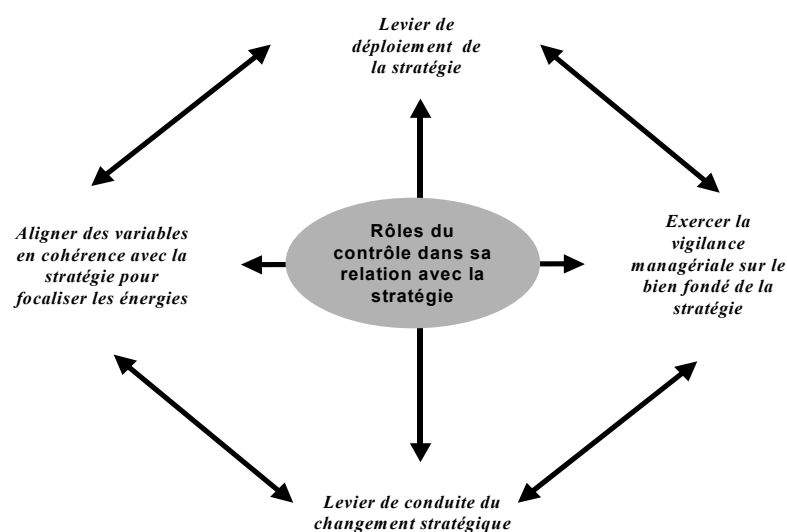 Levier de
déploiement de
la stratégie
Aligner des variables
en cohérence avec la
stratégie pour
focaliser les énergies
Rôles du
contrôle dans sa
relation avec la
stratégie
Exercer la
vigilance
managériale sur le
bien fondé de la
stratégie
Levier de conduite du
changement stratégique